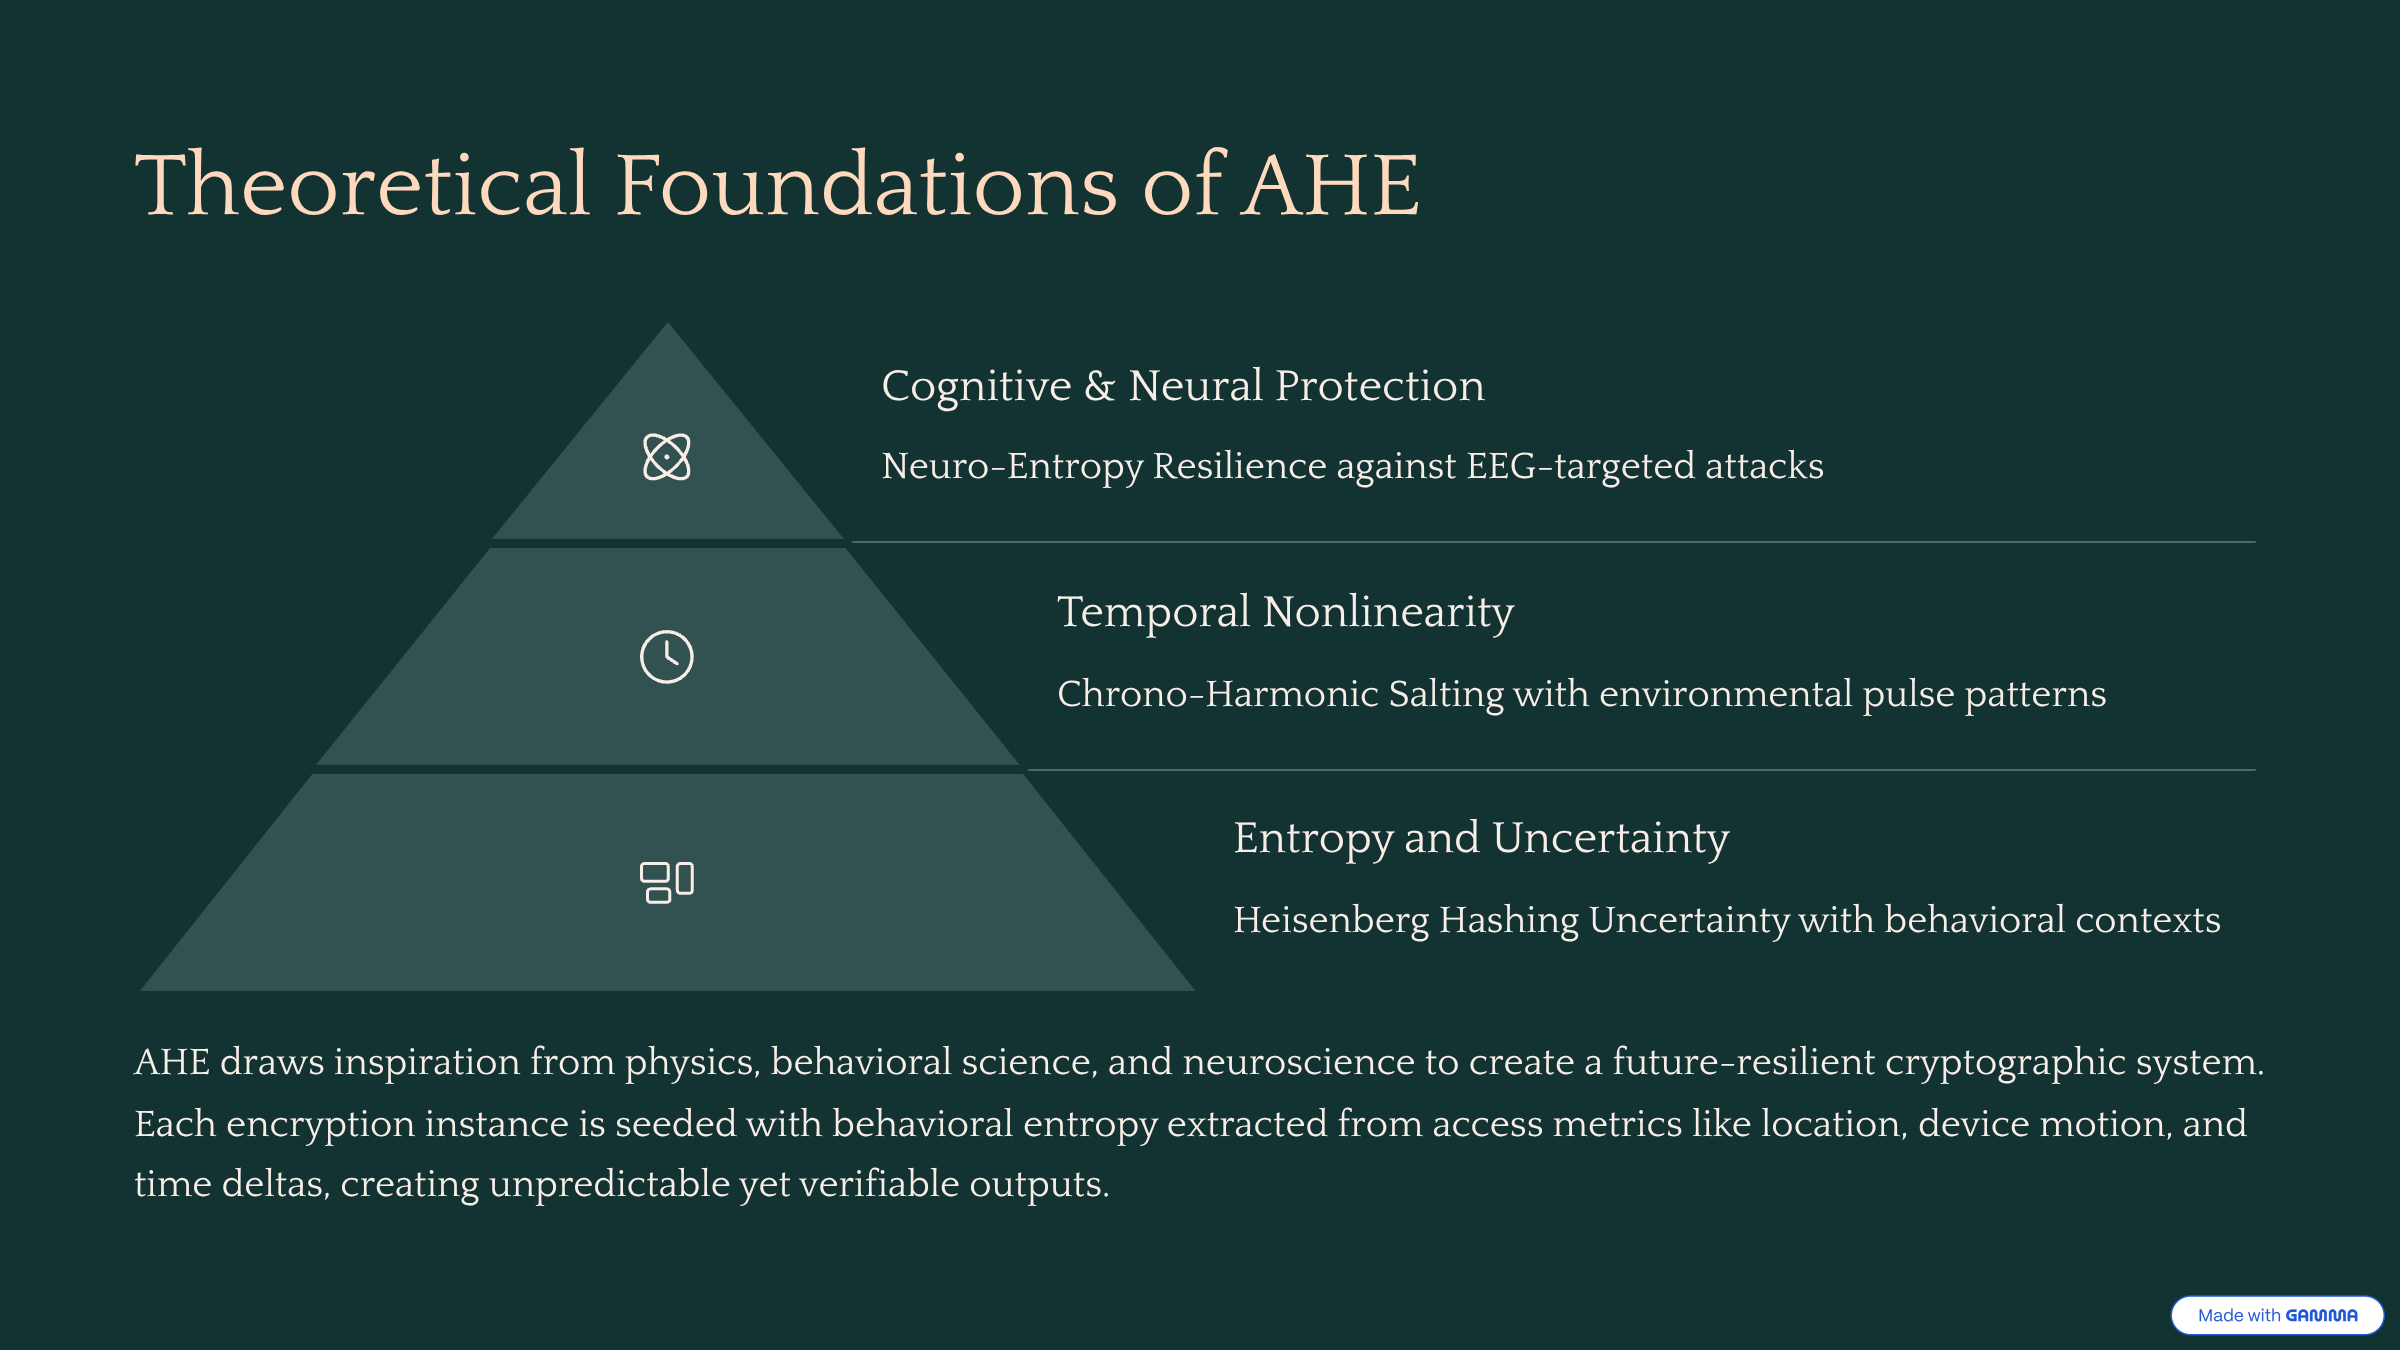 Theoretical Foundations of AHE
Cognitive & Neural Protection
Neuro-Entropy Resilience against EEG-targeted attacks
Temporal Nonlinearity
Chrono-Harmonic Salting with environmental pulse patterns
Entropy and Uncertainty
Heisenberg Hashing Uncertainty with behavioral contexts
AHE draws inspiration from physics, behavioral science, and neuroscience to create a future-resilient cryptographic system.
Each encryption instance is seeded with behavioral entropy extracted from access metrics like location, device motion, and
time deltas, creating unpredictable yet verifiable outputs.
Made with GAMMA